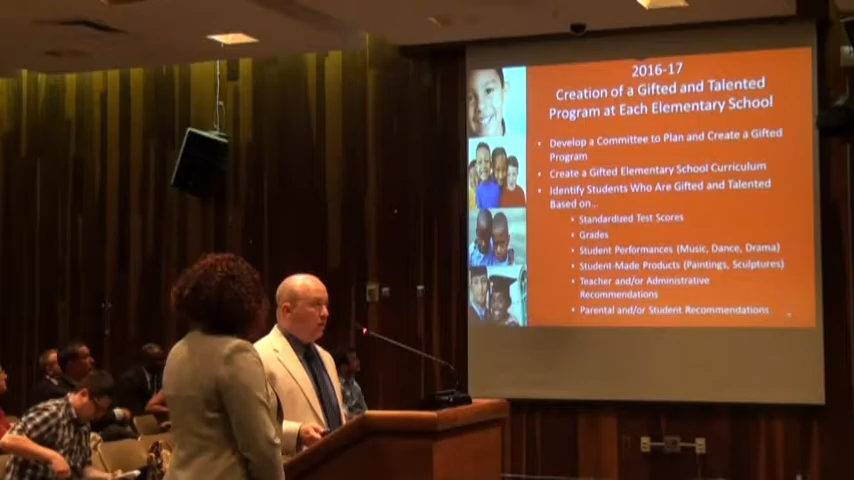 2016-17
Creation of a Gifted and Talented
Program at Each Elementary School
• Develop a Committee to Plan and Create a Gifted
Program
• Create a Gifted Elementary School Curriculum
• Identify Students Who Are Gifted and Talented
Based on...
• Standardized Test Scores
• Grades
• Student Performances (Music, Dance, Drama)
• Student-Made Products (Paintings, Sculptures)
• Teacher and/or Administrative
Recommendations
• Parental and/or Student Recommendations